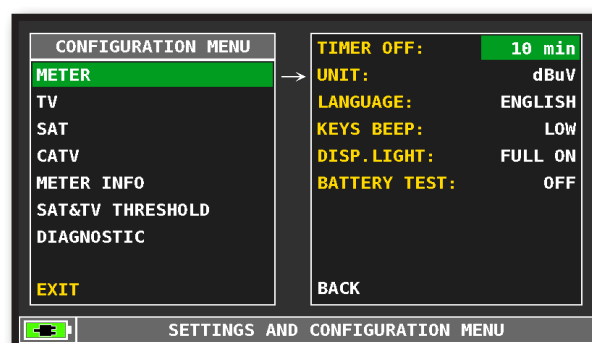 CONFIGURATION MENU
METER
TV
SAT
CATV
METER INFO
SAT&TV THRESHOLD
DIAGNOSTIC
EXIT
TIMER OFF: 10 min
UNIT: dBuV
LANGUAGE: ENGLISH
KEYS BEEP: LOW
DISP.LIGHT: FULL ON
BATTERY TEST: OFF
BACK
SETTINGS AND CONFIGURATION MENU